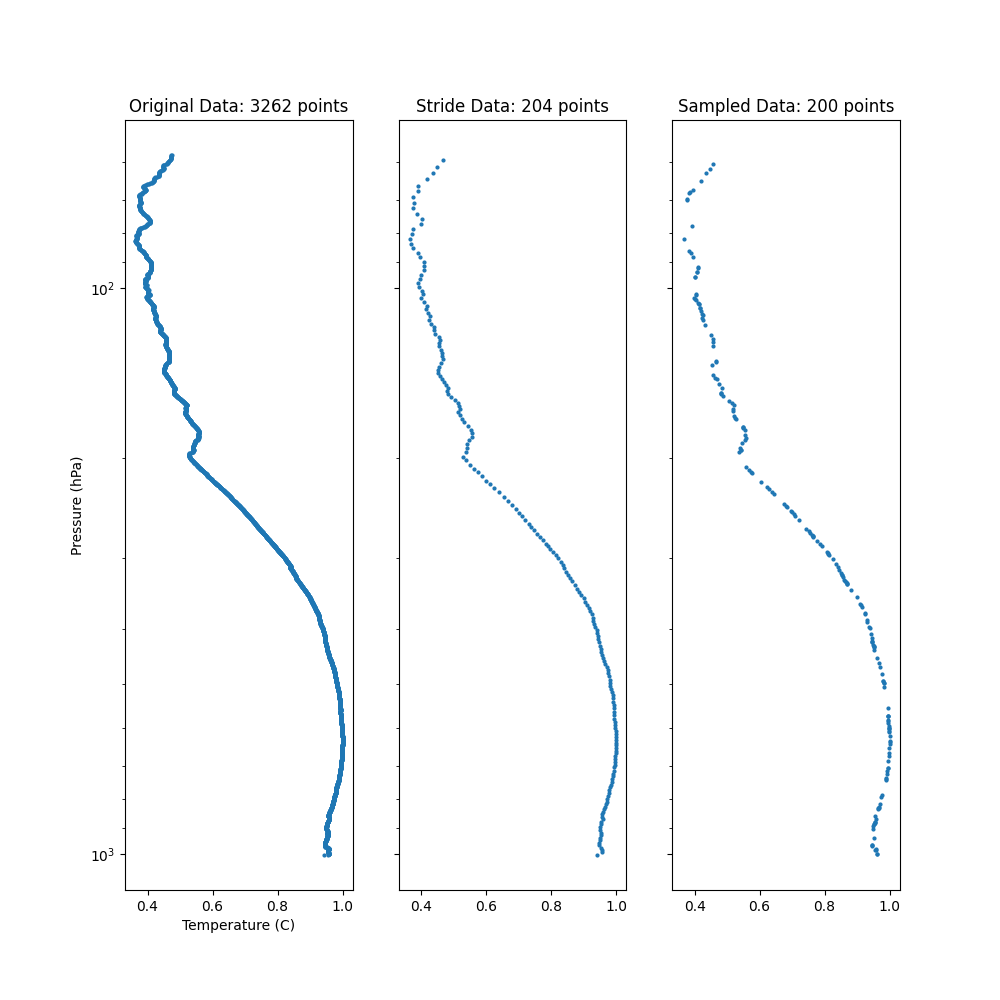 Original Data: 3262 points
Stride Data: 204 points
Sampled Data: 200 points
Pressure (hPa)
10²
10³
0.4 0.6 0.8 1.0
0.4 0.6 0.8 1.0
0.4 0.6 0.8 1.0
Temperature (C)